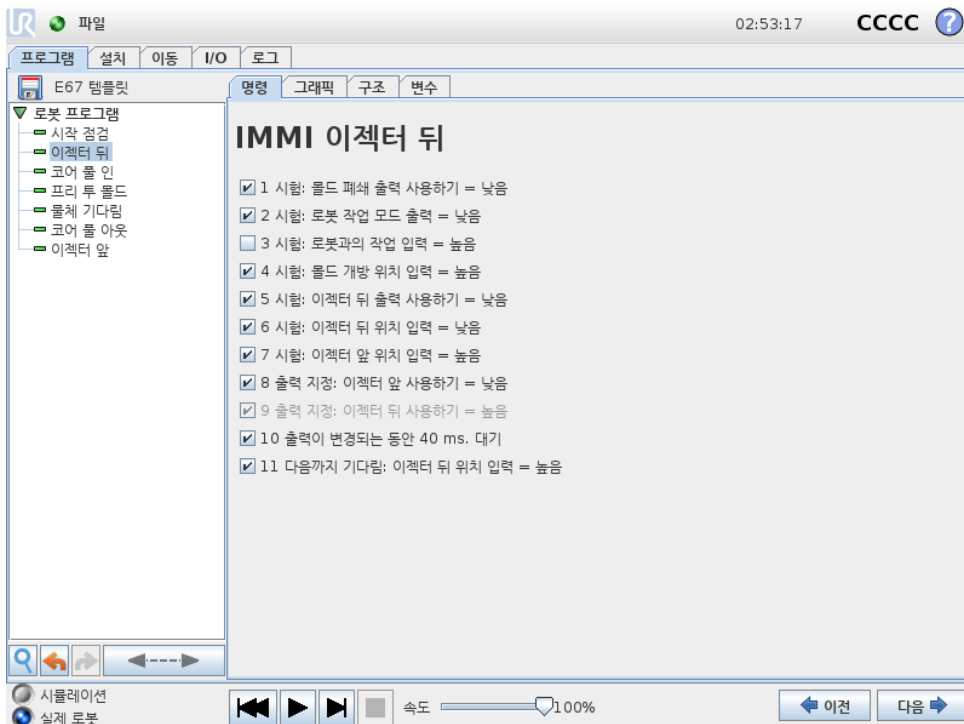 UR 파일 02:53:17 CCCC ?
프로그램 설치 이동 I/O 로그
E67 템플릿
명령 그래픽 구조 변수
로봇 프로그램
시작 점검
이젝터 뒤
코어 풀 인
프리 투 몰드
물체 기다림
코어 풀 아웃
이젝터 앞
IMMI 이젝터 뒤
1 시험: 몰드 폐쇄 출력 사용하기 = 낮음
2 시험: 로봇 작업 모드 출력 = 낮음
3 시험: 로봇과의 작업 입력 = 높음
4 시험: 몰드 개방 위치 입력 = 높음
5 시험: 이젝터 뒤 출력 사용하기 = 낮음
6 시험: 이젝터 뒤 위치 입력 = 낮음
7 시험: 이젝터 앞 위치 입력 = 높음
8 출력 지정: 이젝터 앞 사용하기 = 낮음
9 출력 지정: 이젝터 뒤 사용하기 = 높음
10 출력이 변경되는 동안 40 ms. 대기
11 다음까지 기다림: 이젝터 뒤 위치 입력 = 높음
시뮬레이션
실제 로봇
속도 100%
이전 다음